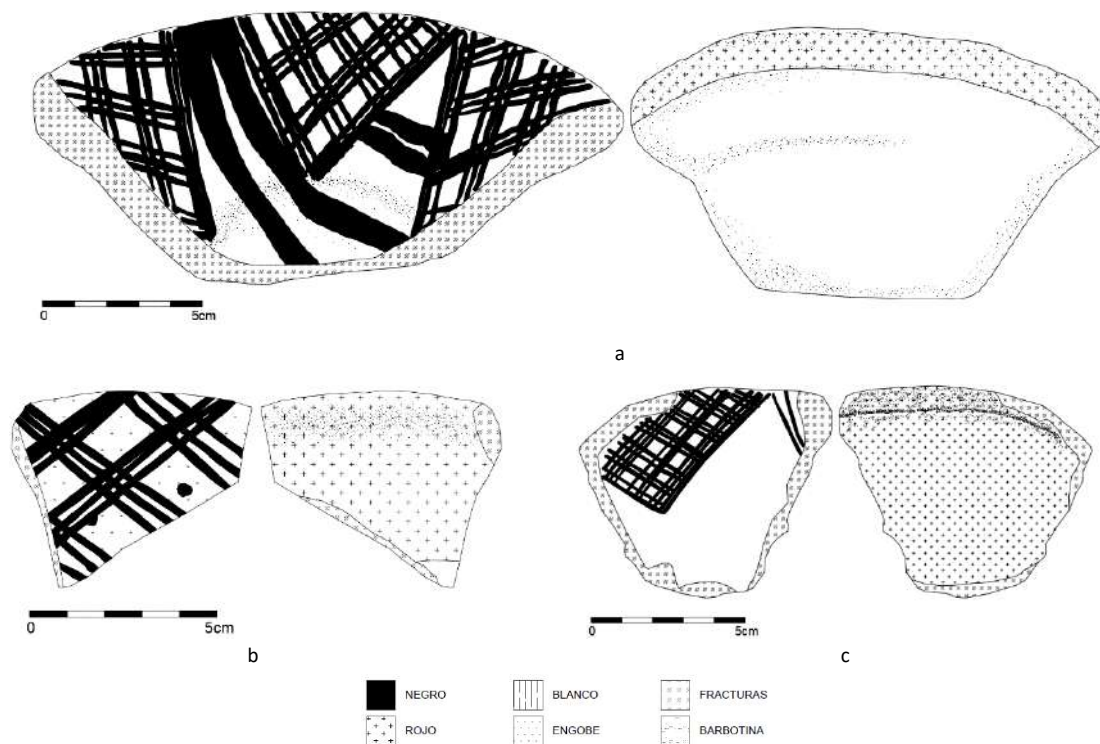 0 5cm
a
0 5cm
0 5cm
b c
NEGRO BLANCO FRACTURAS
ROJO ENGOBE BARBOTINA